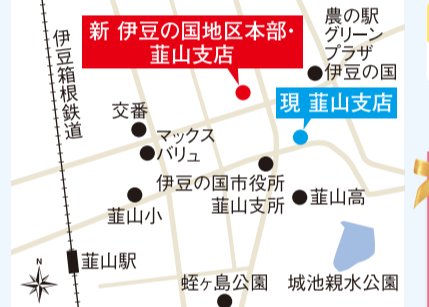 農の駅
グリーン
プラザ
伊豆の国
新 伊豆の国地区本部・
韮山支店
伊豆箱根鉄道
現 韮山支店
交番
マックス
バリュ
伊豆の国市役所
韮山支所
韮山高
韮山小
韮山駅
N
蛭ヶ島公園
城池親水公園